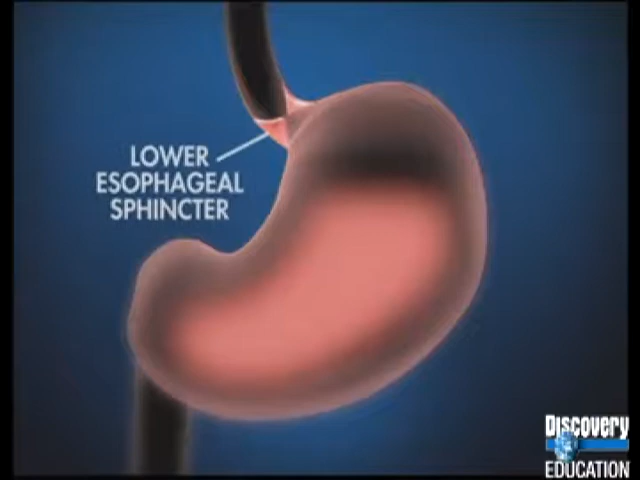 LOWER
ESOPHAGEAL
SPHINCTER
Discovery
EDUCATION